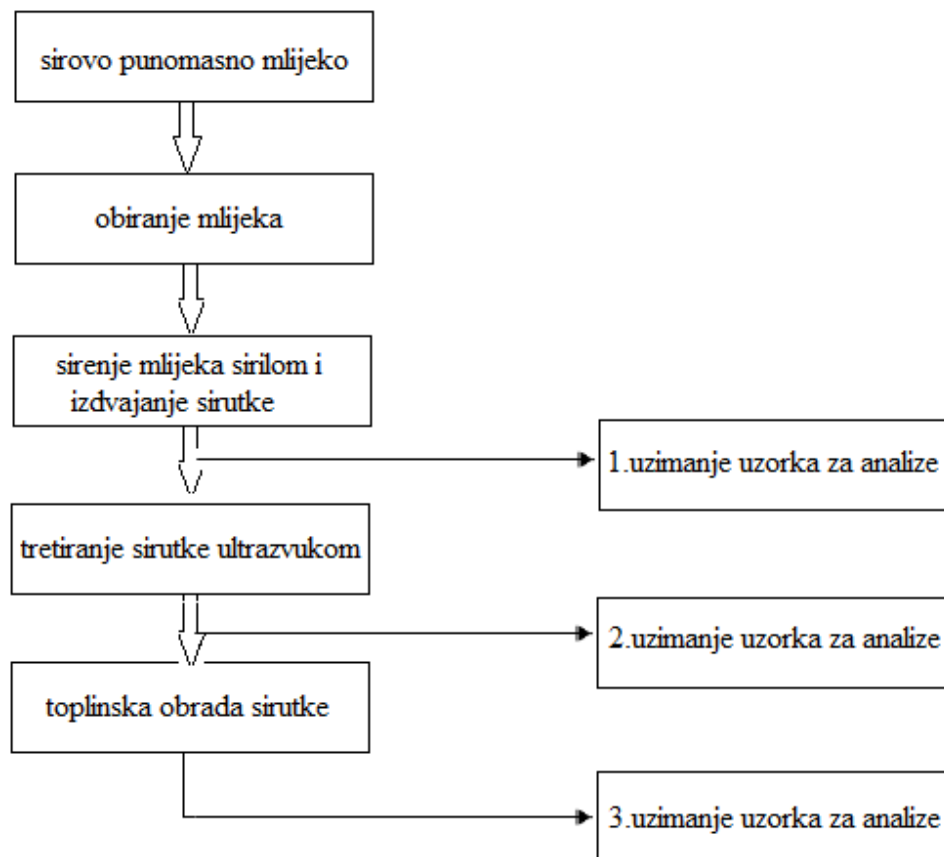 sirovo punomasno mlijeko
obiranje mlijeka
sirenje mlijeka sirilom i
izdvajanje sirutke
1.uzimanje uzorka za analize
tretiranje sirutke ultrazvukom
2.uzimanje uzorka za analize
toplinska obrada sirutke
3.uzimanje uzorka za analize